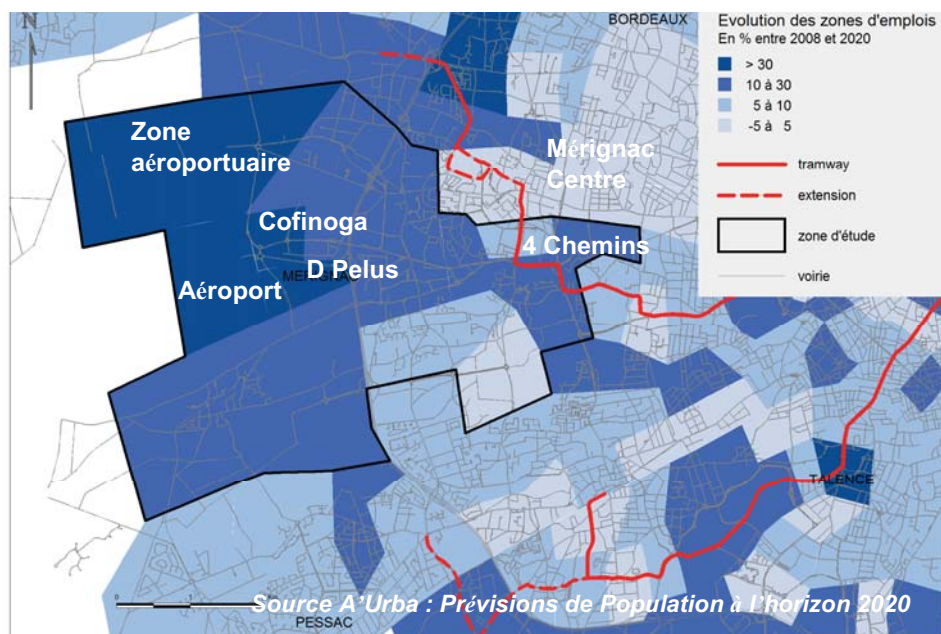 N
BORDEAUX
Evolution des zones d'emplois
En % entre 2008 et 2020
> 30
10 à 30
5 à 10
-5 à 5
tramway
extension
zone d'étude
voirie
Zone
aéroportuaire
Mérignac
Centre
Cofinoga
4 Chemins
D Pelus
MERIGNAC
Aéroport
TALENCE
Source A'Urba : Prévisions de Population à l'horizon 2020
PESSAC